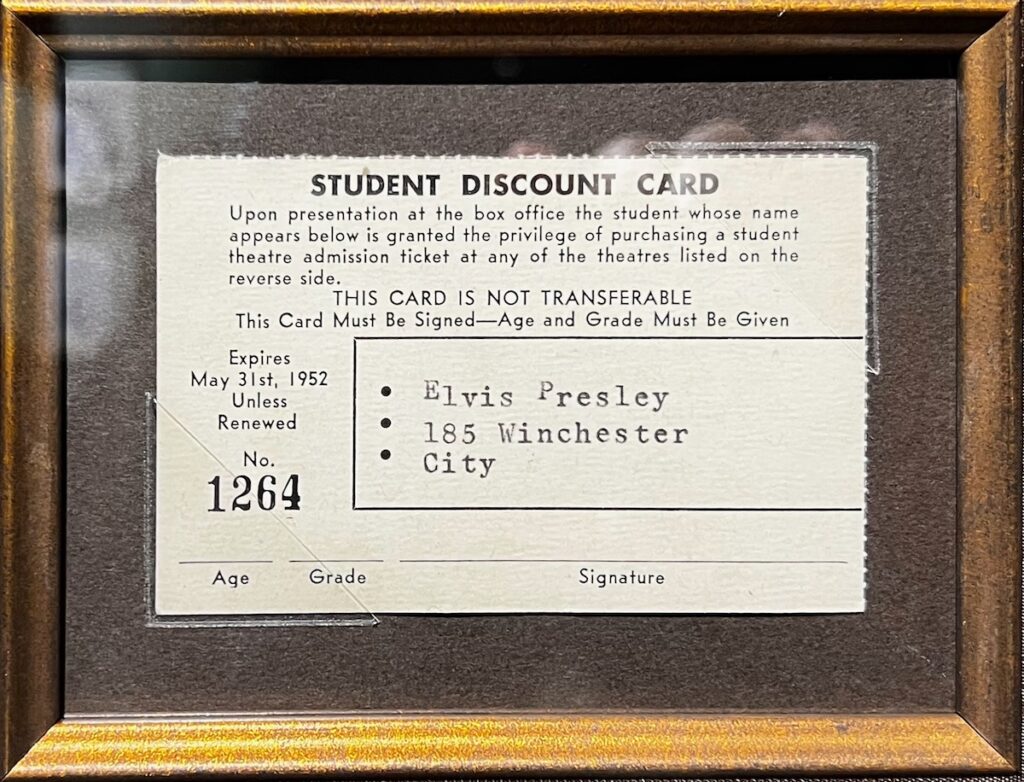 STUDENT DISCOUNT CARD
Upon presentation at the box office the student whose name
appears below is granted the privilege of purchasing a student
theatre admission ticket at any of the theatres listed on the
reverse side.
THIS CARD IS NOT TRANSFERABLE
This Card Must Be Signed—Age and Grade Must Be Given
Expires
May 31st, 1952
Unless
Renewed
No.
1264
• Elvis Presley
• 185 Winchester
• City
Age Grade Signature